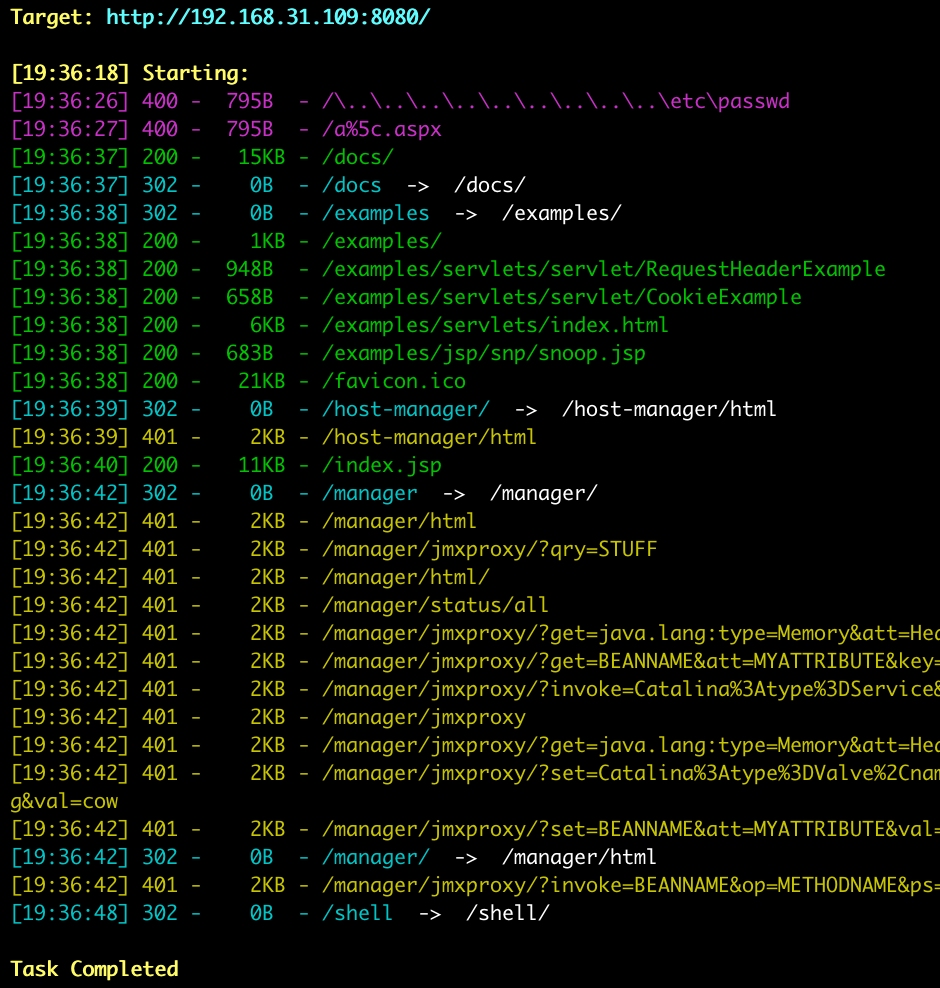 Target: http://192.168.31.109:8080/
[19:36:18] Starting:
[19:36:26] 400 -  795B  - /\..\..\..\..\..\..\..\..\..\etc\passwd
[19:36:27] 400 -  795B  - /a%5c.aspx
[19:36:37] 200 -   15KB - /docs/
[19:36:37] 302 -    0B  - /docs  ->  /docs/
[19:36:38] 302 -    0B  - /examples  ->  /examples/
[19:36:38] 200 -    1KB - /examples/
[19:36:38] 200 -  948B  - /examples/servlets/servlet/RequestHeaderExample
[19:36:38] 200 -  658B  - /examples/servlets/servlet/CookieExample
[19:36:38] 200 -    6KB - /examples/servlets/index.html
[19:36:38] 200 -  683B  - /examples/jsp/snp/snoop.jsp
[19:36:38] 200 -   21KB - /favicon.ico
[19:36:39] 302 -    0B  - /host-manager/  ->  /host-manager/html
[19:36:39] 401 -    2KB - /host-manager/html
[19:36:40] 200 -   11KB - /index.jsp
[19:36:42] 302 -    0B  - /manager  ->  /manager/
[19:36:42] 401 -    2KB - /manager/html
[19:36:42] 401 -    2KB - /manager/jmxproxy/?qry=STUFF
[19:36:42] 401 -    2KB - /manager/html/
[19:36:42] 401 -    2KB - /manager/status/all
[19:36:42] 401 -    2KB - /manager/jmxproxy/?get=java.lang:type=Memory&att=Hea
[19:36:42] 401 -    2KB - /manager/jmxproxy/?get=BEANNAME&att=MYATTRIBUTE&key=
[19:36:42] 401 -    2KB - /manager/jmxproxy/?invoke=Catalina%3Atype%3DService&
[19:36:42] 401 -    2KB - /manager/jmxproxy
[19:36:42] 401 -    2KB - /manager/jmxproxy/?get=java.lang:type=Memory&att=Hea
[19:36:42] 401 -    2KB - /manager/jmxproxy/?set=Catalina%3Atype%3DValve%2Cnam
g&val=cow
[19:36:42] 401 -    2KB - /manager/jmxproxy/?set=BEANNAME&att=MYATTRIBUTE&val=
[19:36:42] 302 -    0B  - /manager/  ->  /manager/html
[19:36:42] 401 -    2KB - /manager/jmxproxy/?invoke=BEANNAME&op=METHODNAME&ps=
[19:36:48] 302 -    0B  - /shell  ->  /shell/
Task Completed